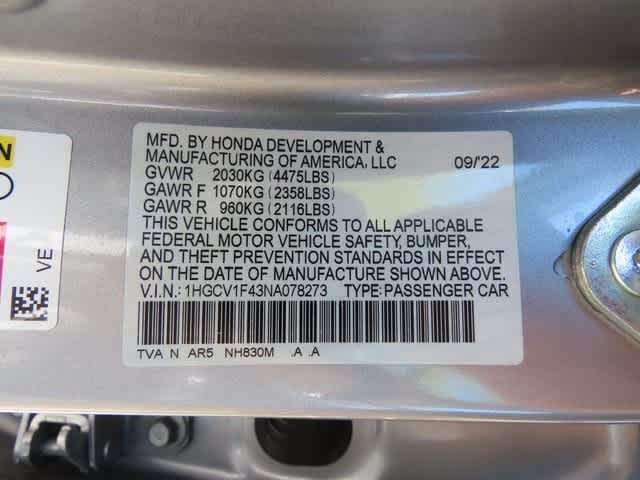 MFD. BY HONDA DEVELOPMENT &
MANUFACTURING OF AMERICA, LLC 09/'22
GVWR 2030KG (4475LBS)
GAWR F 1070KG (2358LBS)
GAWR R 960KG (2116LBS)
THIS VEHICLE CONFORMS TO ALL APPLICABLE
FEDERAL MOTOR VEHICLE SAFETY, BUMPER,
AND THEFT PREVENTION STANDARDS IN EFFECT
ON THE DATE OF MANUFACTURE SHOWN ABOVE.
V.I.N.: 1HGCV1F43NA078273 TYPE: PASSENGER CAR
TVA N AR5 NH830M .A .A
N
VE